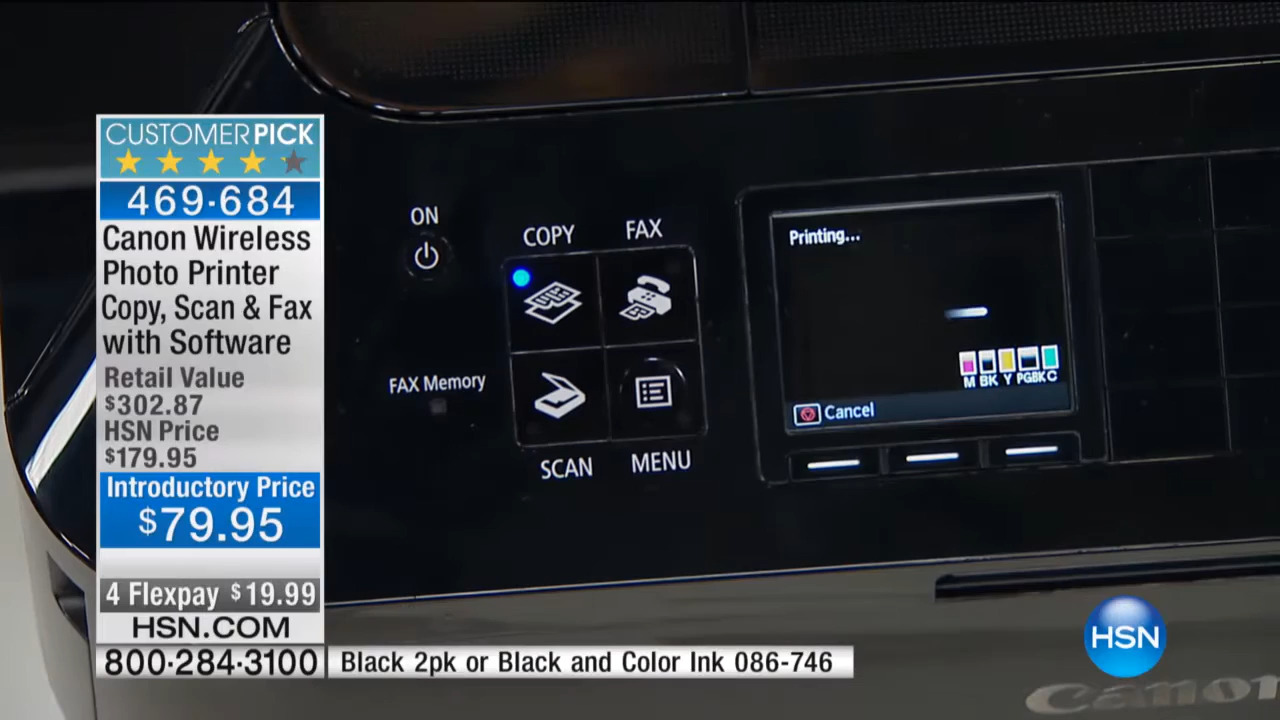 CUSTOMER PICK
469-684
Canon Wireless
Photo Printer
Copy, Scan & Fax
with Software
Retail Value
$302.87
HSN Price
$179.95
Introductory Price
$79.95
4 Flexpay $19.99
HSN.COM
800·284·3100
Black 2pk or Black and Color Ink 086-746
ON
COPY
FAX
FAX Memory
SCAN
MENU
Printing...
M BK Y PGBK C
Cancel
HSN
Canon